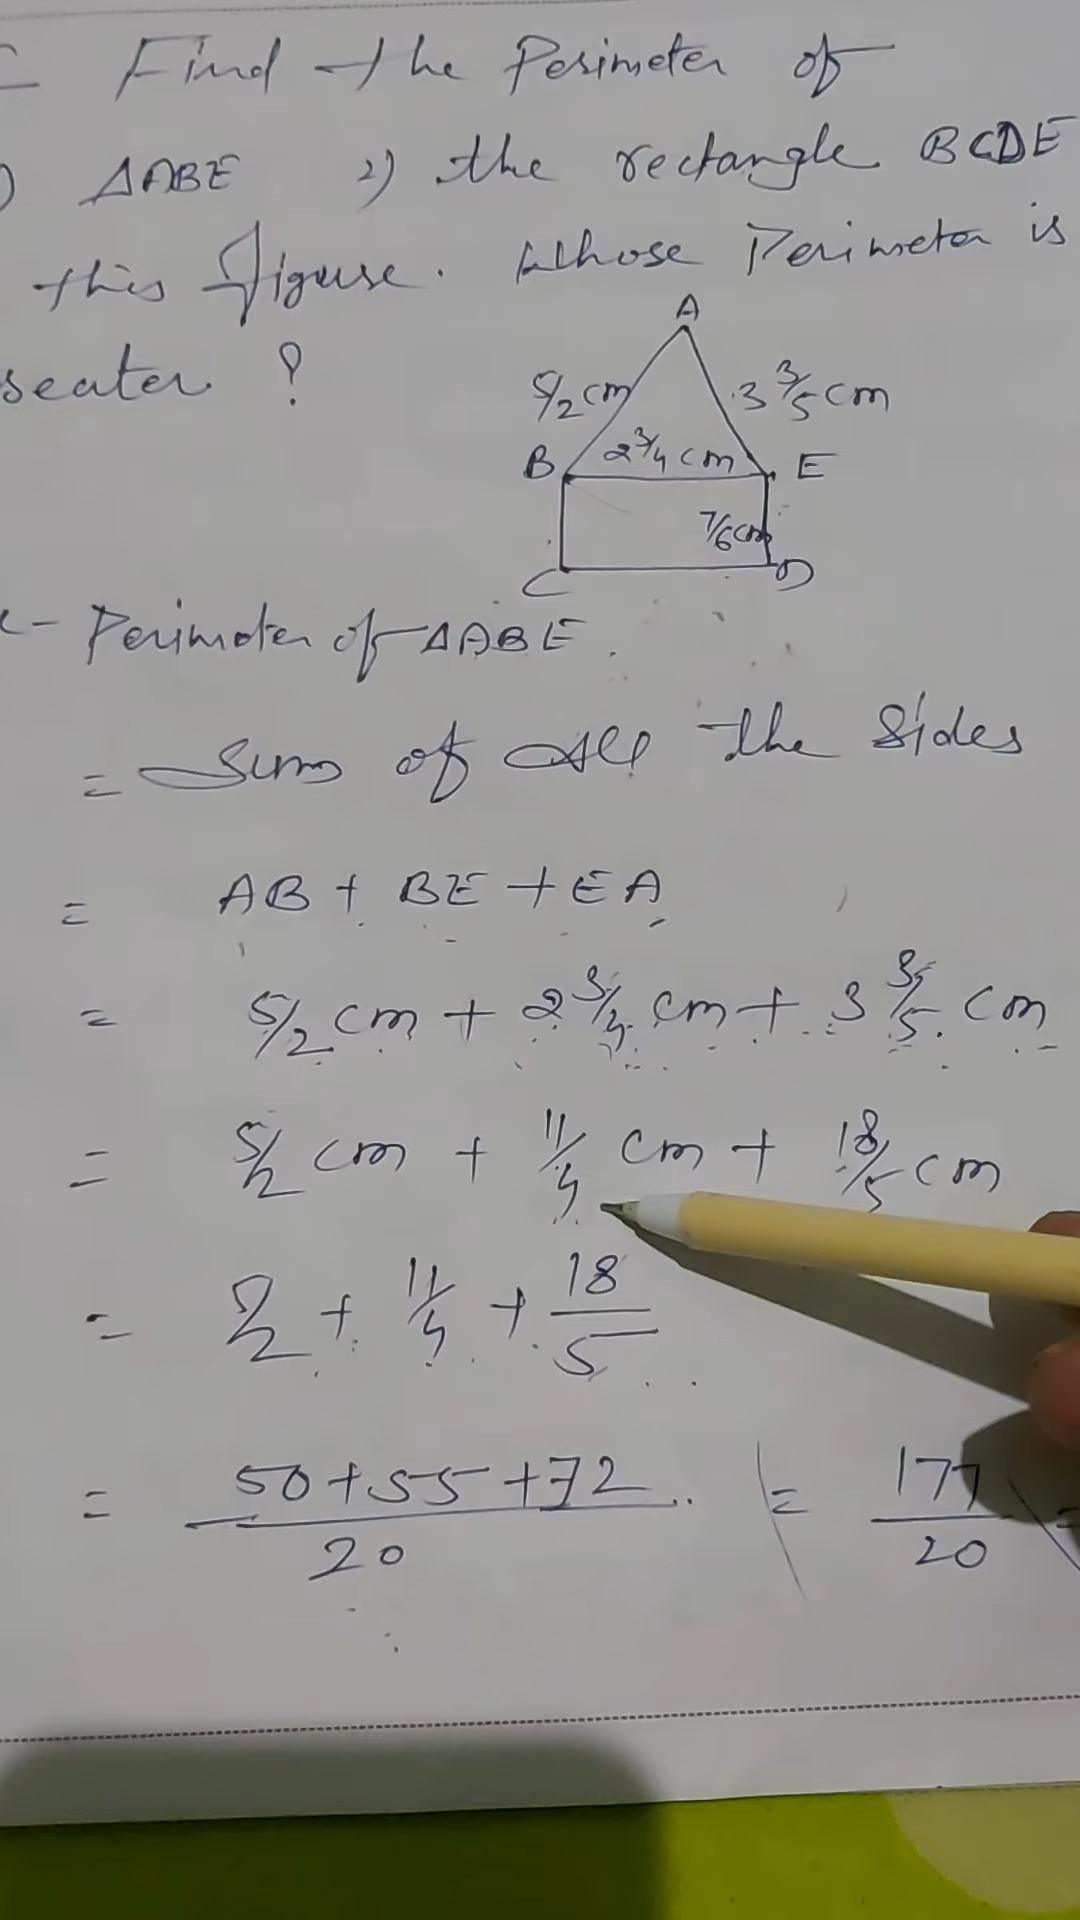 Find the Perimeter of
) ΔABE 2) the rectangle BCDE
this figure. Whose Perimeter is
seater ?
A
5/2 cm 3 3/5 cm
B 2 3/4 cm E
7/6 cm
C D
Perimeter of ΔABE.
= Sum of All the Sides
= AB + BE + EA
= 5/2 cm + 2 3/4 cm + 3 3/5 cm
= 5/2 cm + 11/4 cm + 18/5 cm
= 5/2 + 11/4 + 18/5
= 50+55+72/20 = 177/20 =